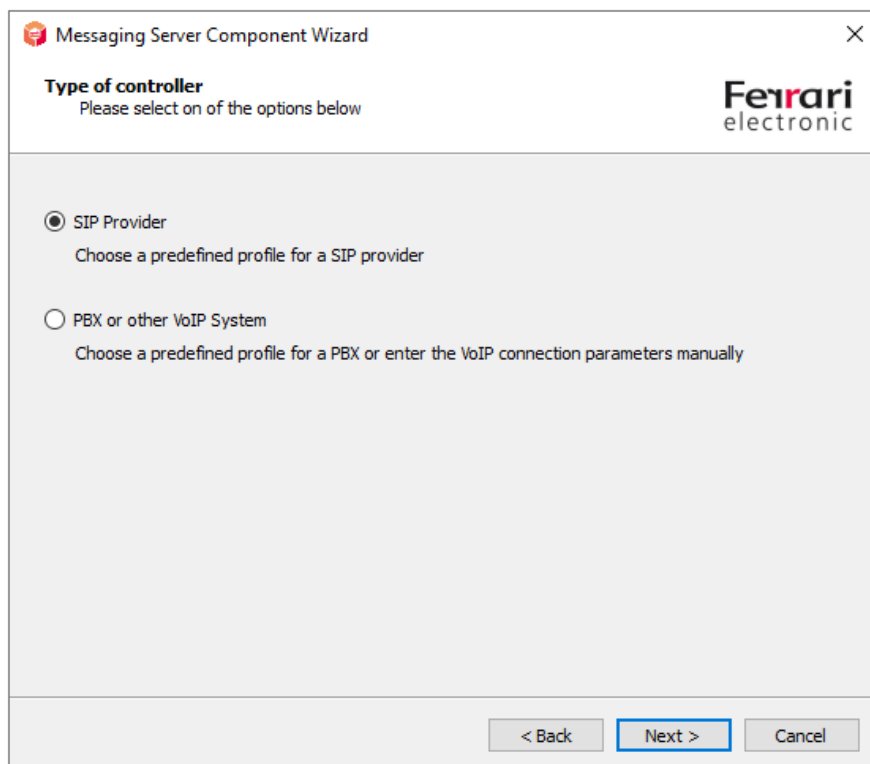 Messaging Server Component Wizard
Type of controller
Please select on of the options below
Ferrari
electronic
SIP Provider
Choose a predefined profile for a SIP provider
PBX or other VoIP System
Choose a predefined profile for a PBX or enter the VoIP connection parameters manually
< Back
Next >
Cancel